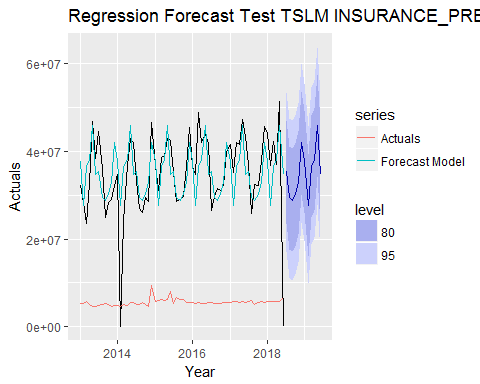 Regression Forecast Test TSLM INSURANCE_PRE
6e+07
4e+07
2e+07
0e+00
Actuals
2014
2016
2018
Year
series
Actuals
Forecast Model
level
80
95